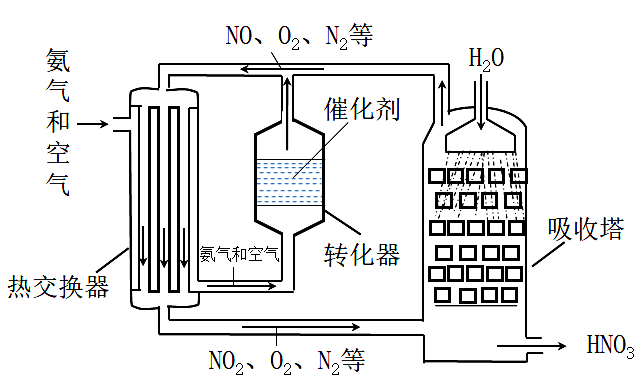 NO、O₂、N₂等
H₂O
氨气和空气
催化剂
吸收塔
转化器
氨气和空气
热交换器
HNO₃
NO₂、O₂、N₂等